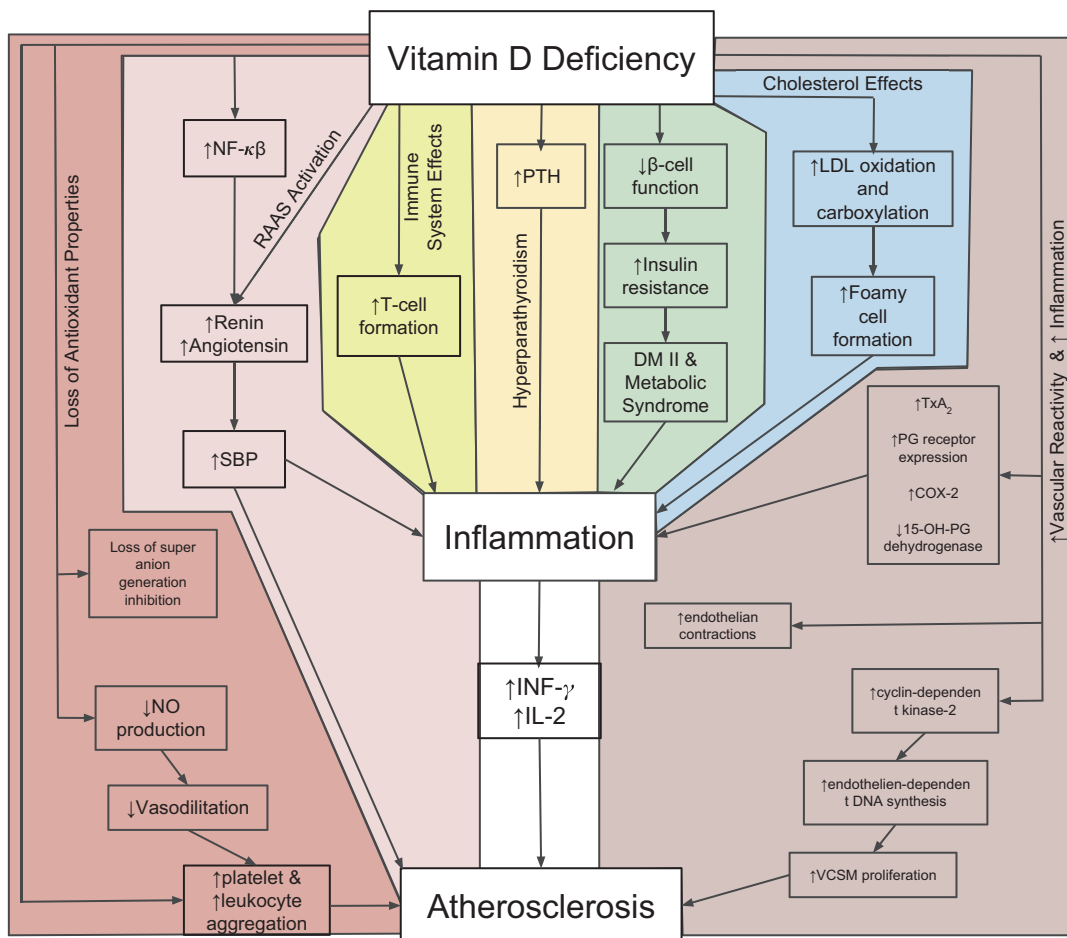 Vitamin D Deficiency
Loss of Antioxidant Properties
↑NF-κβ
RAAS Activation
↑Renin
↑Angiotensin
↑SBP
Immune
System Effects
↑T-cell
formation
↑PTH
Hyperparathyroidism
↓β-cell
function
↑Insulin
resistance
DM II &
Metabolic
Syndrome
Cholesterol Effects
↑LDL oxidation
and
carboxylation
↑Foamy
cell
formation
↑Vascular Reactivity & ↑ Inflammation
↑TxA₂
↑PG receptor
expression
↑COX-2
↓15-OH-PG
dehydrogenase
Inflammation
Loss of super
anion
generation
inhibition
↑endothelian
contractions
↑INF-γ
↑IL-2
↓NO
production
↓Vasodilitation
↑platelet &
↑leukocyte
aggregation
↑cyclin-dependen
t kinase-2
↑endothelien-dependen
t DNA synthesis
↑VCSM proliferation
Atherosclerosis